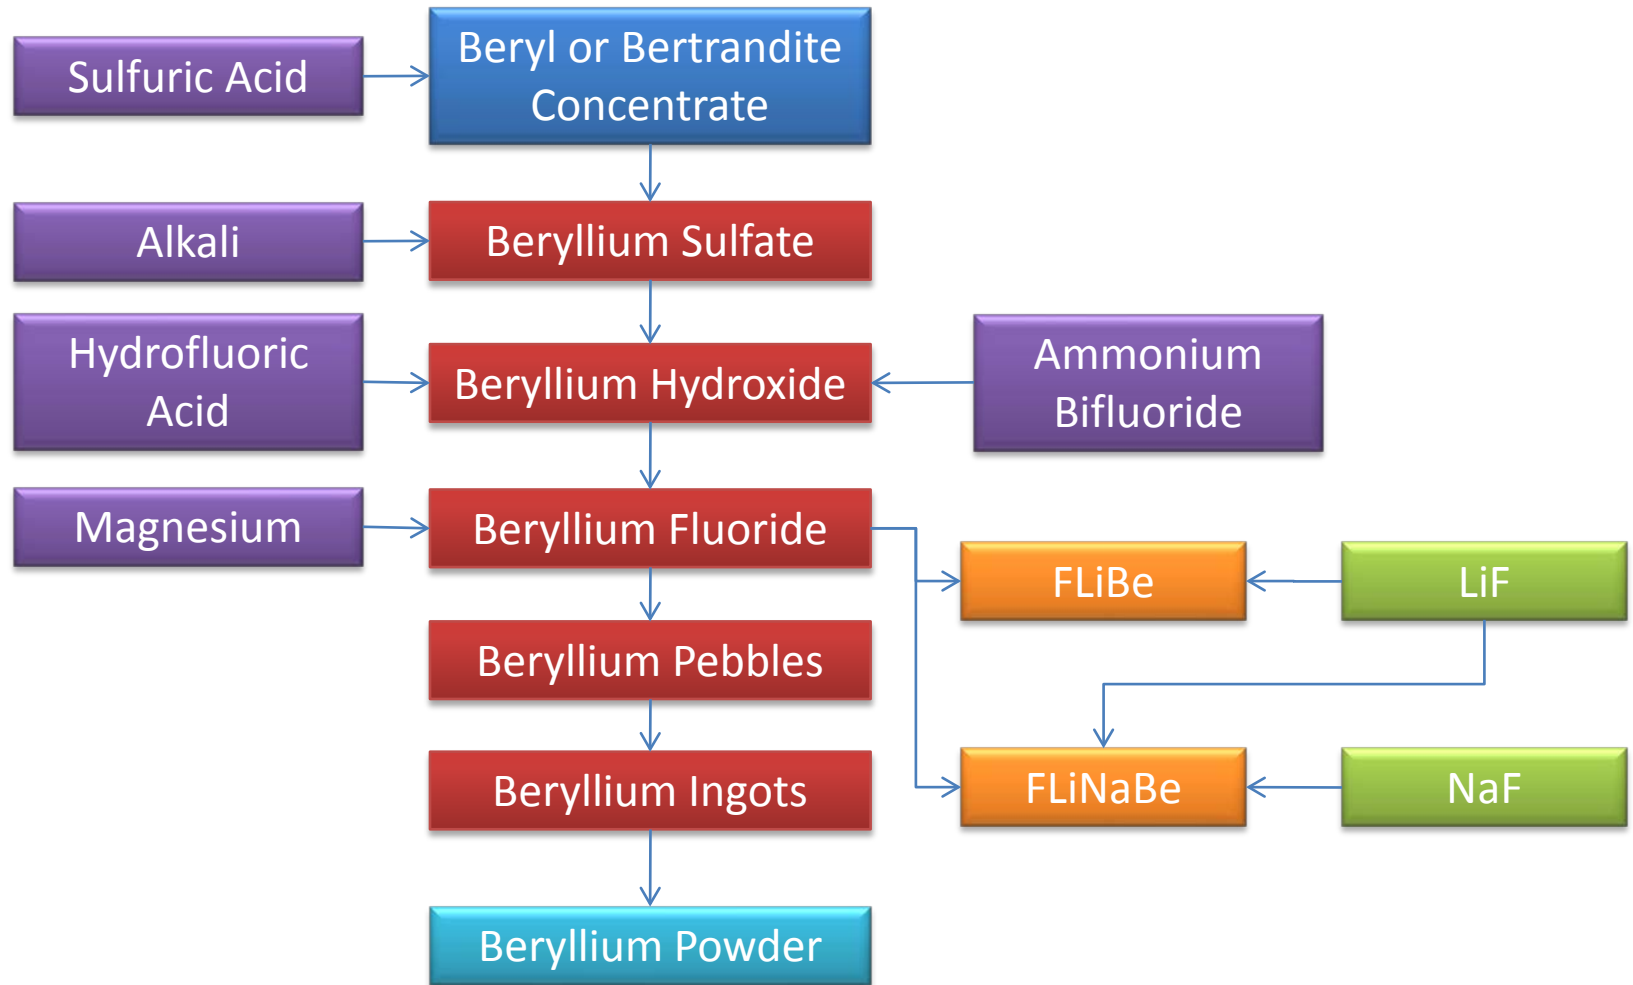 Sulfuric Acid
Beryl or Bertrandite
Concentrate
Alkali
Beryllium Sulfate
Hydrofluoric
Acid
Beryllium Hydroxide
Ammonium
Bifluoride
Magnesium
Beryllium Fluoride
FLiBe
LiF
Beryllium Pebbles
Beryllium Ingots
FLiNaBe
NaF
Beryllium Powder